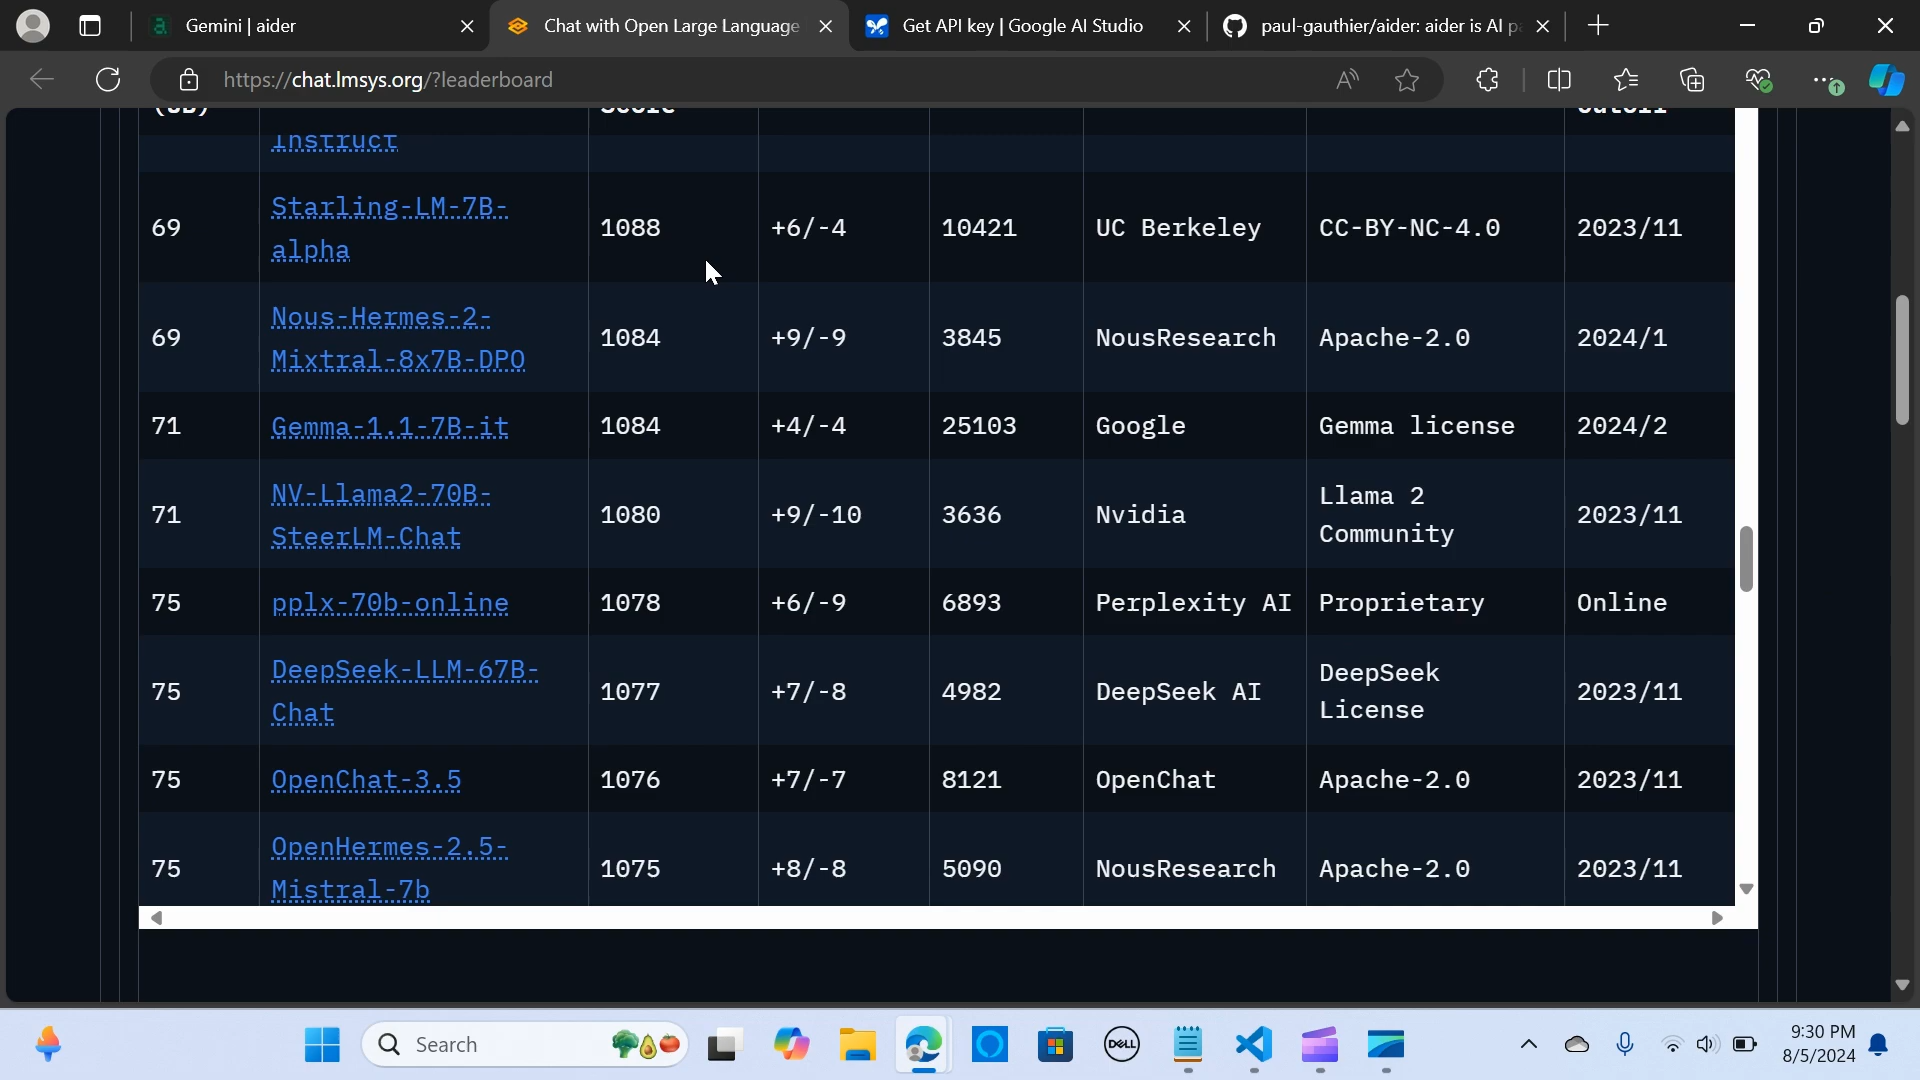 Gemini | aider
Chat with Open Large Language
Get API key | Google AI Studio
paul-gauthier/aider: aider is AI pa
https://chat.lmsys.org/?leaderboard
Instruct
69 Starling-LM-7B-alpha 1088 +6/-4 10421 UC Berkeley CC-BY-NC-4.0 2023/11
69 Nous-Hermes-2-Mixtral-8x7B-DPO 1084 +9/-9 3845 NousResearch Apache-2.0 2024/1
71 Gemma-1.1-7B-it 1084 +4/-4 25103 Google Gemma license 2024/2
71 NV-Llama2-70B-SteerLM-Chat 1080 +9/-10 3636 Nvidia Llama 2 Community 2023/11
75 pplx-70b-online 1078 +6/-9 6893 Perplexity AI Proprietary Online
75 DeepSeek-LLM-67B-Chat 1077 +7/-8 4982 DeepSeek AI DeepSeek License 2023/11
75 OpenChat-3.5 1076 +7/-7 8121 OpenChat Apache-2.0 2023/11
75 OpenHermes-2.5-Mistral-7b 1075 +8/-8 5090 NousResearch Apache-2.0 2023/11
Search
DELL
9:30 PM
8/5/2024